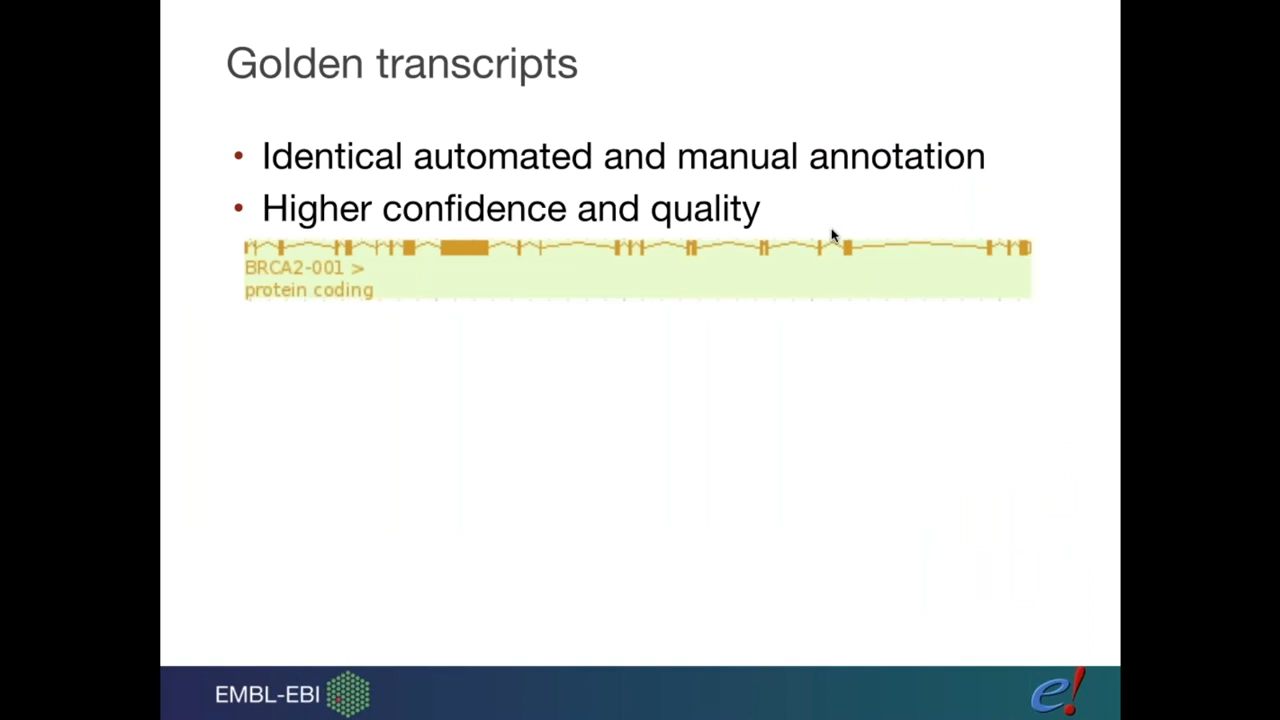 Golden transcripts
• Identical automated and manual annotation
• Higher confidence and quality
BRCA2-001 >
protein coding
EMBL-EBI
e!